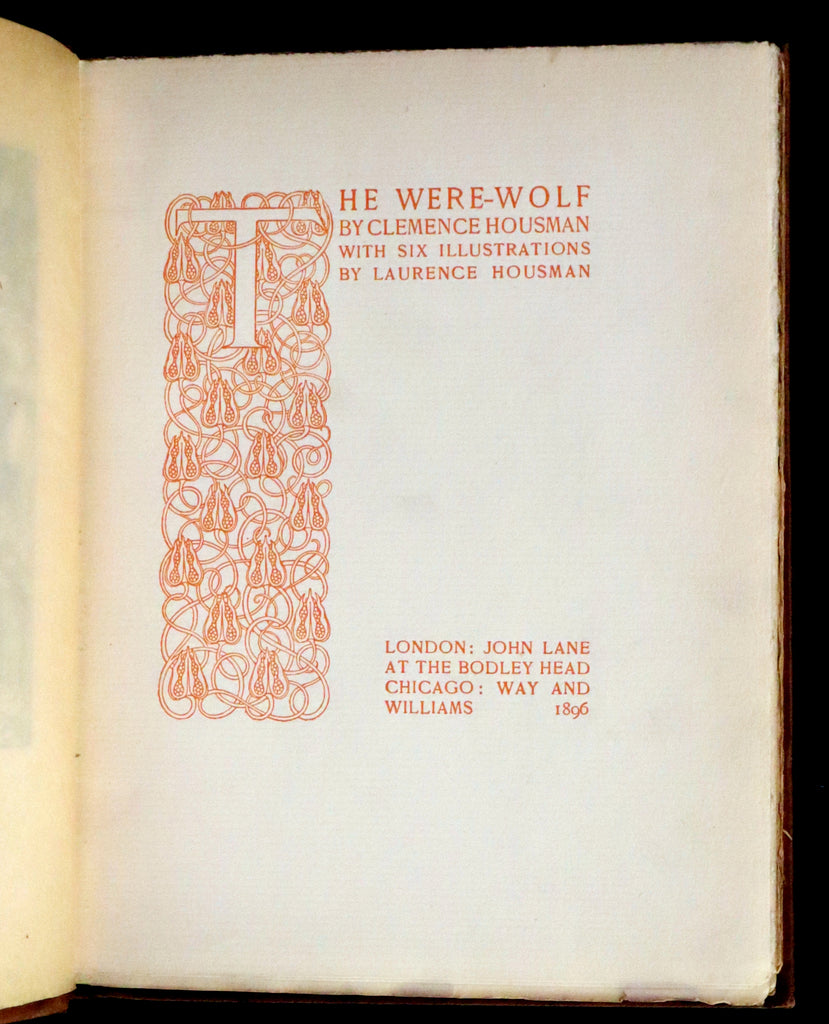 THE WERE-WOLF
BY CLEMENCE HOUSMAN
WITH SIX ILLUSTRATIONS
BY LAURENCE HOUSMAN
LONDON: JOHN LANE
AT THE BODLEY HEAD
CHICAGO: WAY AND
WILLIAMS 1896